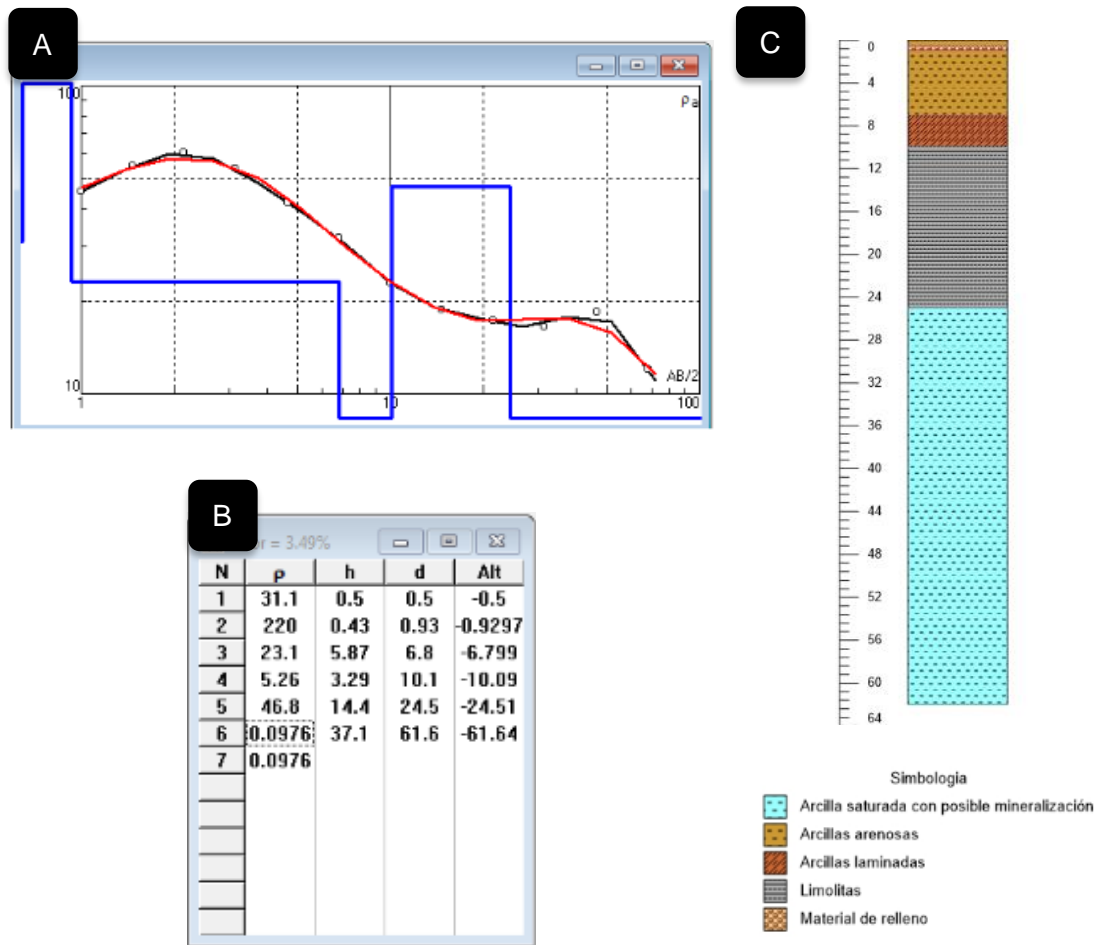 A
100
ρa
10
AB/2
1
10
100
B
or = 3.49%
N ρ h d Alt
1 31.1 0.5 0.5 -0.5
2 220 0.43 0.93 -0.9297
3 23.1 5.87 6.8 -6.799
4 5.26 3.29 10.1 -10.09
5 46.8 14.4 24.5 -24.51
6 0.0976 37.1 61.6 -61.64
7 0.0976
C
0
4
8
12
16
20
24
28
32
36
40
44
48
52
56
60
64
Simbologia
Arcilla saturada con posible mineralización
Arcillas arenosas
Arcillas laminadas
Limolitas
Material de relleno